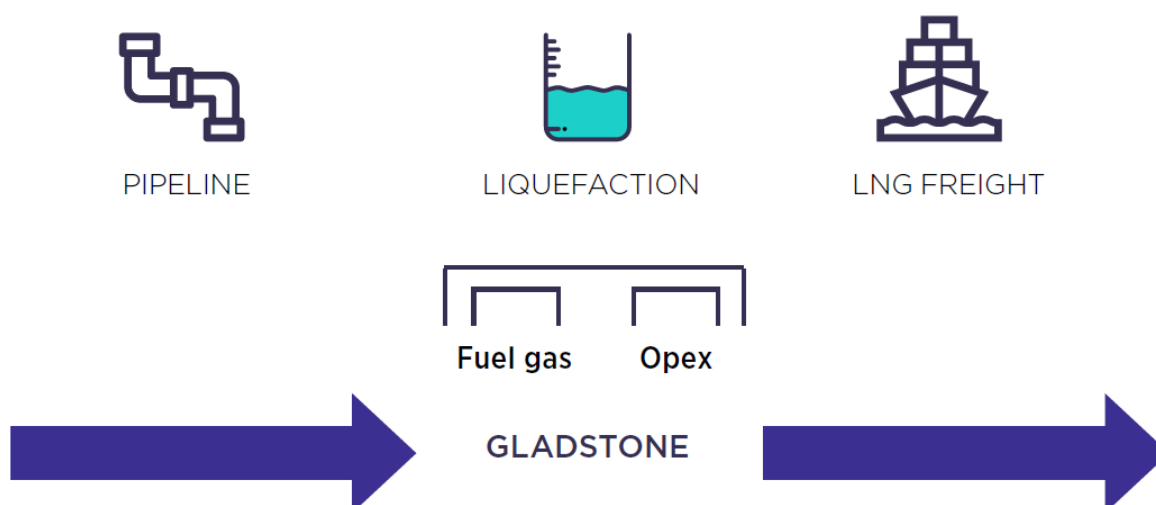 PIPELINE
LIQUEFACTION
LNG FREIGHT
Fuel gas
Opex
GLADSTONE